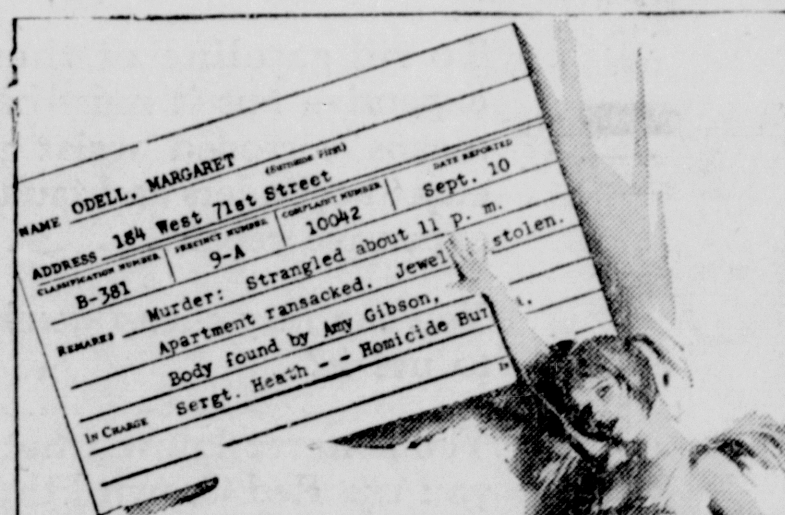 NAME ODELL, MARGARET (SURNAME FIRST)
ADDRESS 184 West 71st Street
CLASSIFICATION NUMBER PRECINCT NUMBER COMPLAINT NUMBER DATE REPORTED
B-381 9-A 10042 Sept. 10
REMARKS Murder: Strangled about 11 p. m.
Apartment ransacked. stolen.
Body found by Amy Gibson,
IN CHARGE Sergt. Heath - - Homicide